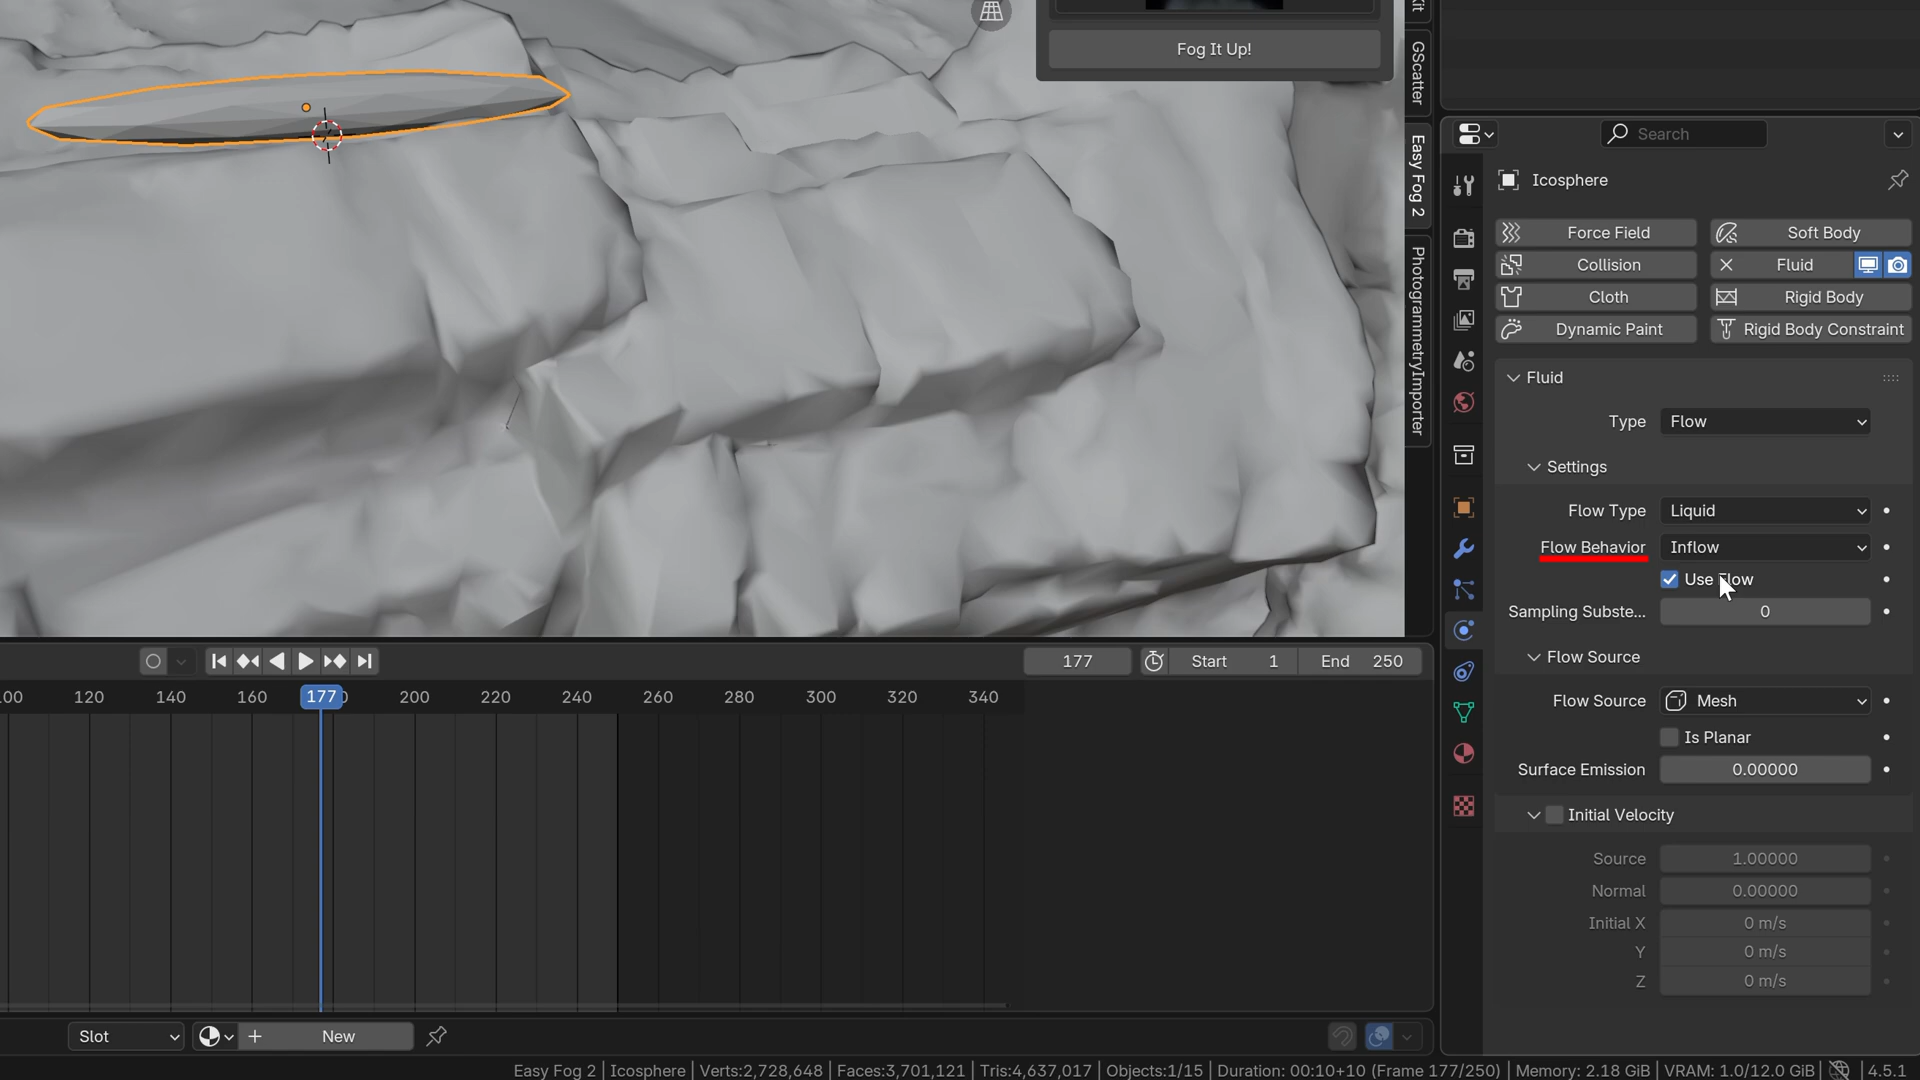 Fog It Up!
Kit
GScatter
Easy Fog 2
PhotogrammetryImporter
Search
Icosphere
Force Field
Soft Body
Collision
Fluid
Cloth
Rigid Body
Dynamic Paint
Rigid Body Constraint
Fluid
Type Flow
Settings
Flow Type Liquid
Flow Behavior Inflow
Use Flow
Sampling Subste... 0
Flow Source
Flow Source Mesh
Is Planar
Surface Emission 0.00000
Initial Velocity
Source 1.00000
Normal 0.00000
Initial X 0 m/s
Y 0 m/s
Z 0 m/s
177 Start 1 End 250
00 120 140 160 177 200 220 240 260 280 300 320 340
Slot New
Easy Fog 2 | Icosphere | Verts:2,728,648 | Faces:3,701,121 | Tris:4,637,017 | Objects:1/15 | Duration: 00:10+10 (Frame 177/250) | Memory: 2.18 GiB | VRAM: 1.0/12.0 GiB | 4.5.1